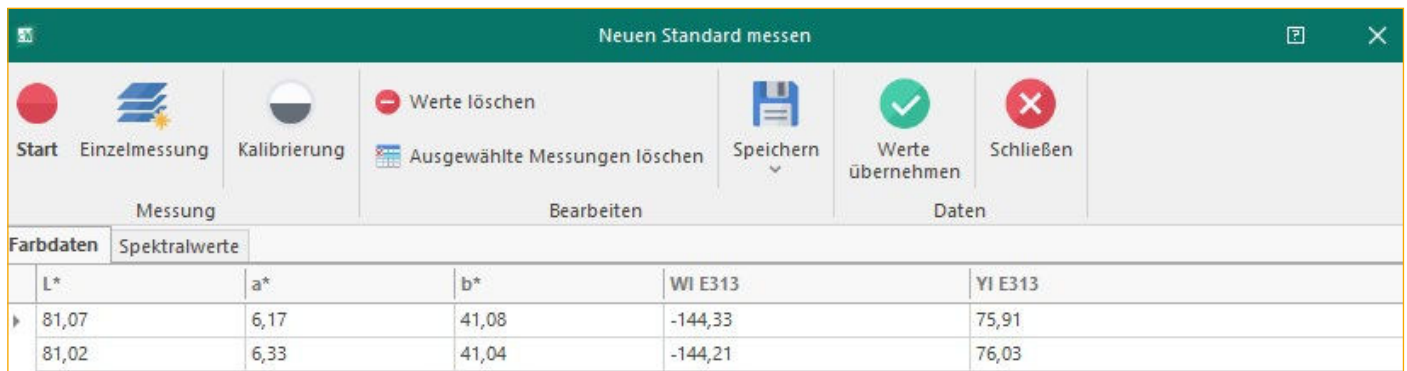 Neuen Standard messen
Start Einzelmessung Kalibrierung
Werte löschen
Ausgewählte Messungen löschen
Speichern
Werte
übernehmen
Schließen
Messung Bearbeiten Daten
Farbdaten Spektralwerte
L* a* b* WI E313 YI E313
81,07 6,17 41,08 -144,33 75,91
81,02 6,33 41,04 -144,21 76,03